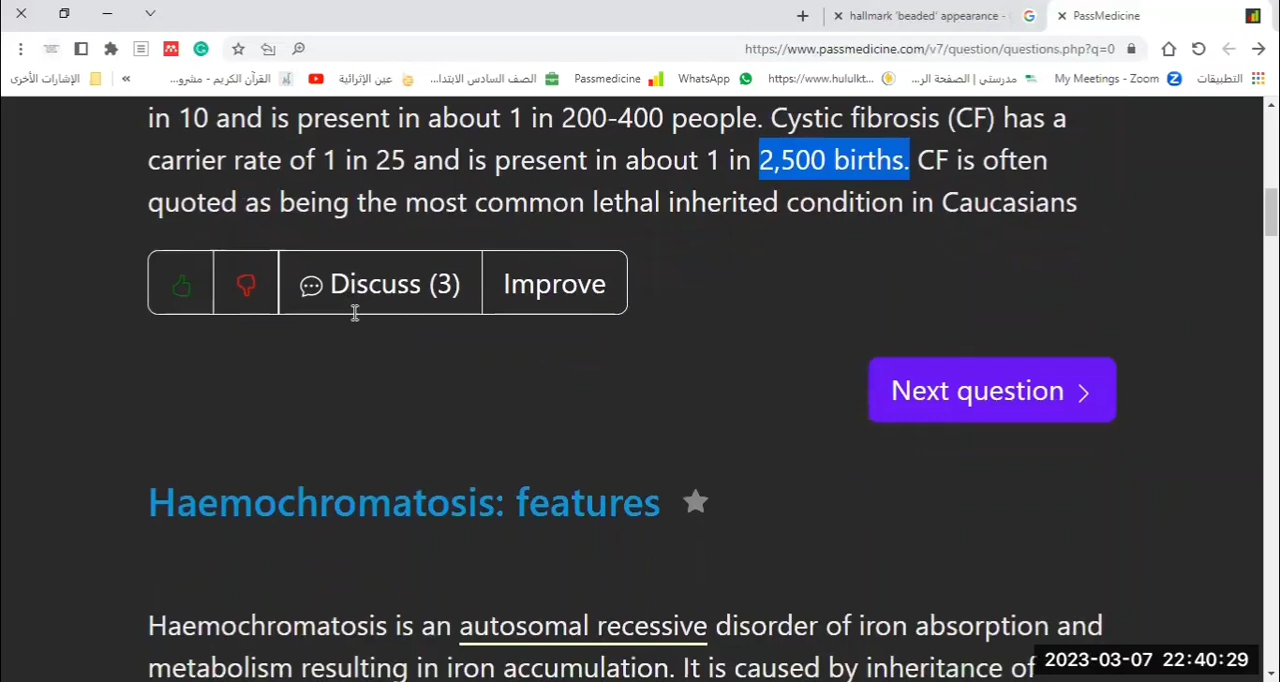 hallmark 'beaded' appearance -
PassMedicine
https://www.passmedicine.com/v7/question/questions.php?q=0
الإشارات الأخرى
«
القرآن الكريم - مشرو...
عين الإثرائية
الصف السادس الابتدا...
Passmedicine
WhatsApp
https://www.hululkt...
مدرستي | الصفحة الر...
My Meetings - Zoom
التطبيقات
in 10 and is present in about 1 in 200-400 people. Cystic fibrosis (CF) has a
carrier rate of 1 in 25 and is present in about 1 in 2,500 births. CF is often
quoted as being the most common lethal inherited condition in Caucasians
Discuss (3)
Improve
Next question
Haemochromatosis: features
Haemochromatosis is an autosomal recessive disorder of iron absorption and
metabolism resulting in iron accumulation. It is caused by inheritance of
2023-03-07 22:40:29